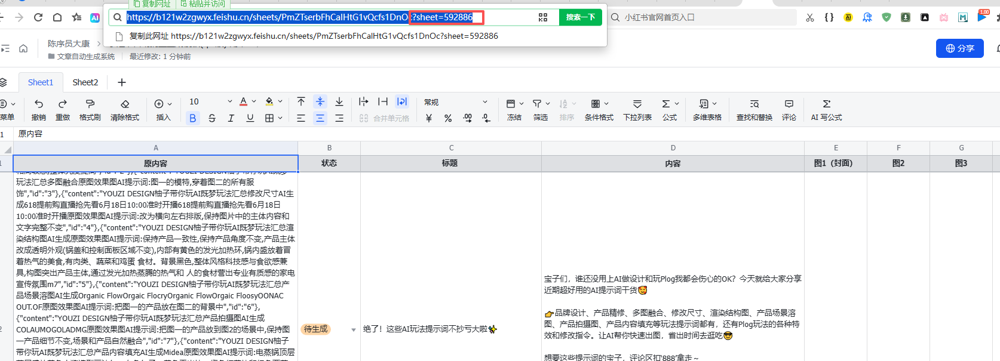 复制网址 粘贴并访问
https://b121w2zgwyx.feishu.cn/sheets/PmZTserbFhCalHtG1vQcfs1DnOc?sheet=592886 搜索一下 小红书官网首页入口 1.00
复制此网址 https://b121w2zgwyx.feishu.cn/sheets/PmZTserbFhCalHtG1vQcfs1DnOc?sheet=592886
陈序员大康
文章自动生成系统 最近修改: 1 分钟前
分享
Sheet1 Sheet2
10 常规
菜单 撤销 重做 格式刷 清除格式 插入 合并单元格 冻结 筛选 排序 条件格式 下拉列表 公式 多维表格 查找和替换 评论 AI 写公式
1 原内容
A B C D E F G
1 原内容 状态 标题 内容 图1（封面） 图2 图3
玩法汇总多图融合原图效果图AI提示词:图一的模特,穿着图二的所有服
饰","id":"3"},{"content":"YOUZI DESIGN柚子带你玩AI既梦玩法汇总修改尺寸AI生
成618提前购直播抢先看6月18日10:00准时开播618提前购直播抢先看6月18日
10:00准时开播原图效果图AI提示词:改为横向左右排版,保持图片中的主体内容和
文字完整不变","id":"4"},{"content":"YOUZI DESIGN柚子带你玩AI既梦玩法汇总渲
染结构图AI生成原图效果图AI提示词:保持产品一致性,保持产品角度不变,产品主体
改成透明外观(锅盖和控制面板区域不变),内部有黄色的发光加热环,锅内盛放着冒
着热气的美食,有肉类、蔬菜和鸡蛋 食材。背景黑色,整体风格科技感与食欲感兼
具,构图突出产品主体,通过发光加热蒸腾的热气和 人的食材营出专业有质感的家电
宣传氛围m7","id":"5"},{"content":"YOUZI DESIGN柚子带你玩AI既梦玩法汇总产
品场景溶图AI生成Organic FlowOrgaic FlocryOrganic FlowOrgaic FloosyOONAC
OUT.OF原图效果图AI提示词:把图一的产品放在图二的背景中","id":"6"},
{"content":"YOUZI DESIGN柚子带你玩AI既梦玩法汇总产品拍摄图AI生成
COLAUMOGOLADMG原图效果图AI提示词:把图一的产品放到图2的场景中,保持图
一产品细节不变,场景和产品自然融合","id":"7"},{"content":"YOUZI DESIGN柚子
带你玩AI既梦玩法汇总产品内容填充AI生成Midea原图效果图AI提示词:电蒸锅顶层
2 待生成 绝了！这些AI玩法提示词不抄亏大啦✨
宝子们，谁还没用上AI做设计和玩Plog我都会伤心的OK？今天就给大家分享
近期超好用的AI提示词干货🥰
👉品牌设计、产品精修、多图融合、修改尺寸、渲染结构图、产品场景溶
图、产品拍摄图、产品内容填充等玩法提示词都有，还有Plog玩法的各种特
效和修改指令。让AI帮你快速出图，省出时间去逛吃😎
想要这些提示词的宝子，评论区扣'888'拿走～